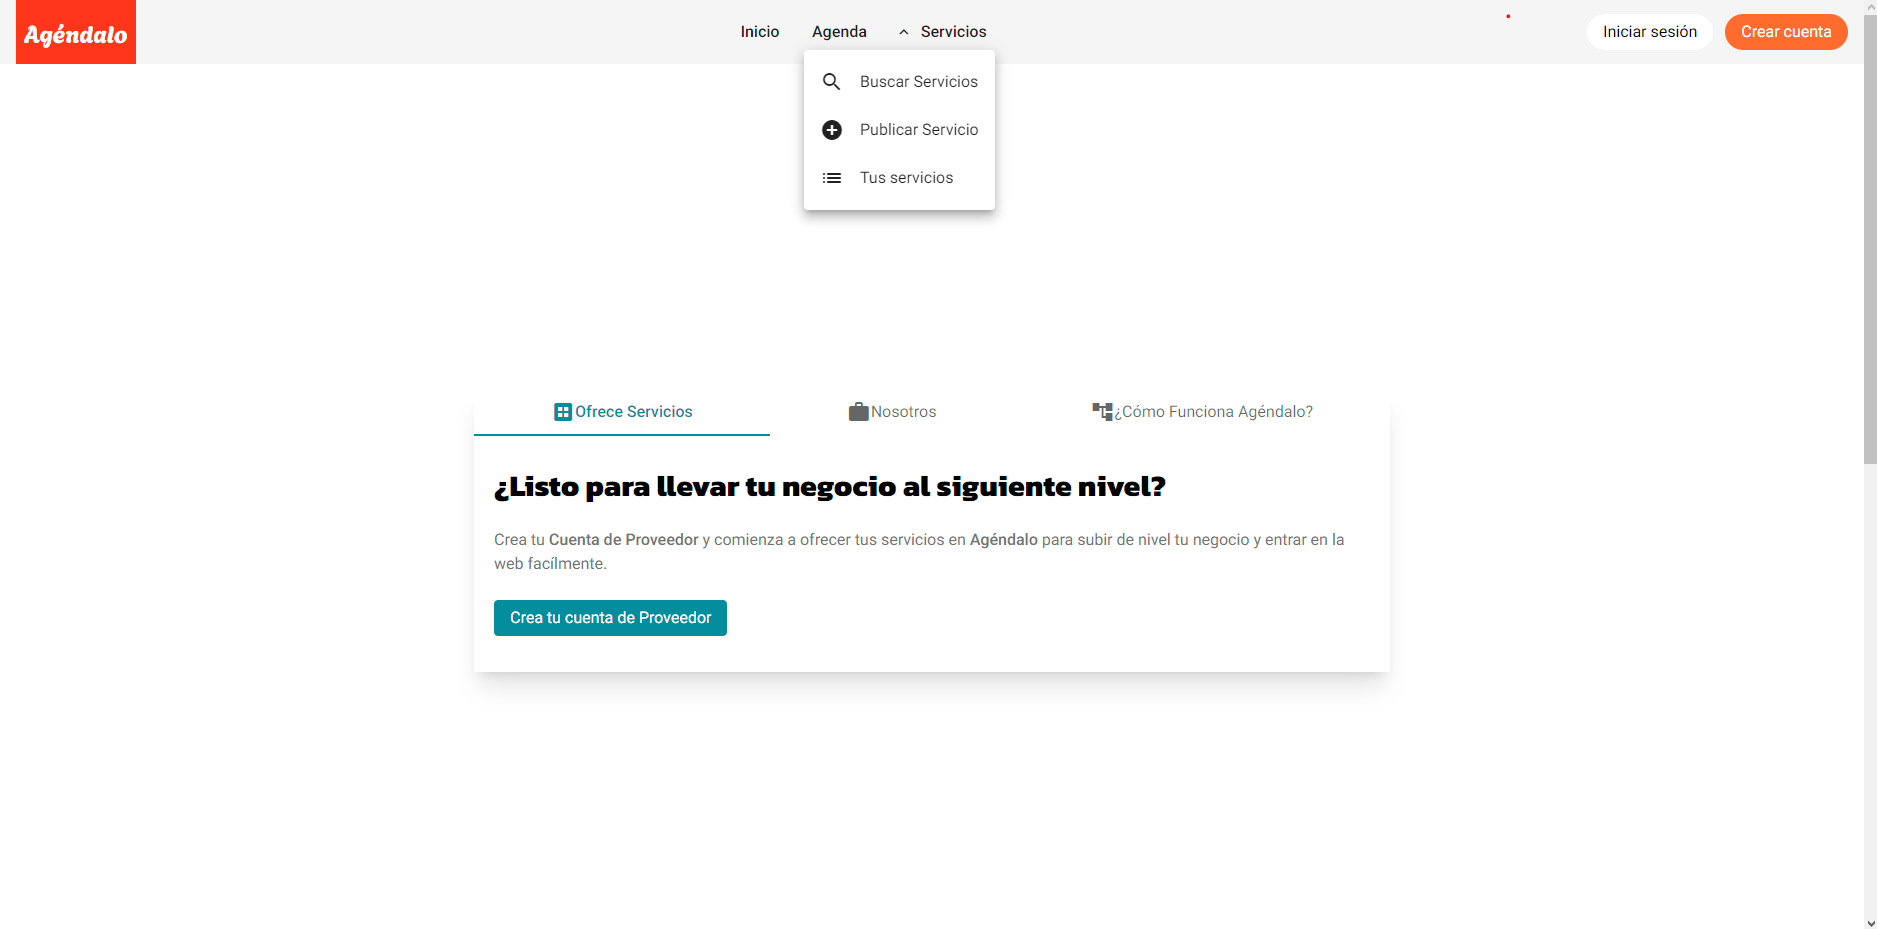 Agéndalo
Inicio
Agenda
Servicios
Iniciar sesión
Crear cuenta
Buscar Servicios
Publicar Servicio
Tus servicios
Ofrece Servicios
Nosotros
¿Cómo Funciona Agéndalo?
¿Listo para llevar tu negocio al siguiente nivel?
Crea tu Cuenta de Proveedor y comienza a ofrecer tus servicios en Agéndalo para subir de nivel tu negocio y entrar en la
web facílmente.
Crea tu cuenta de Proveedor